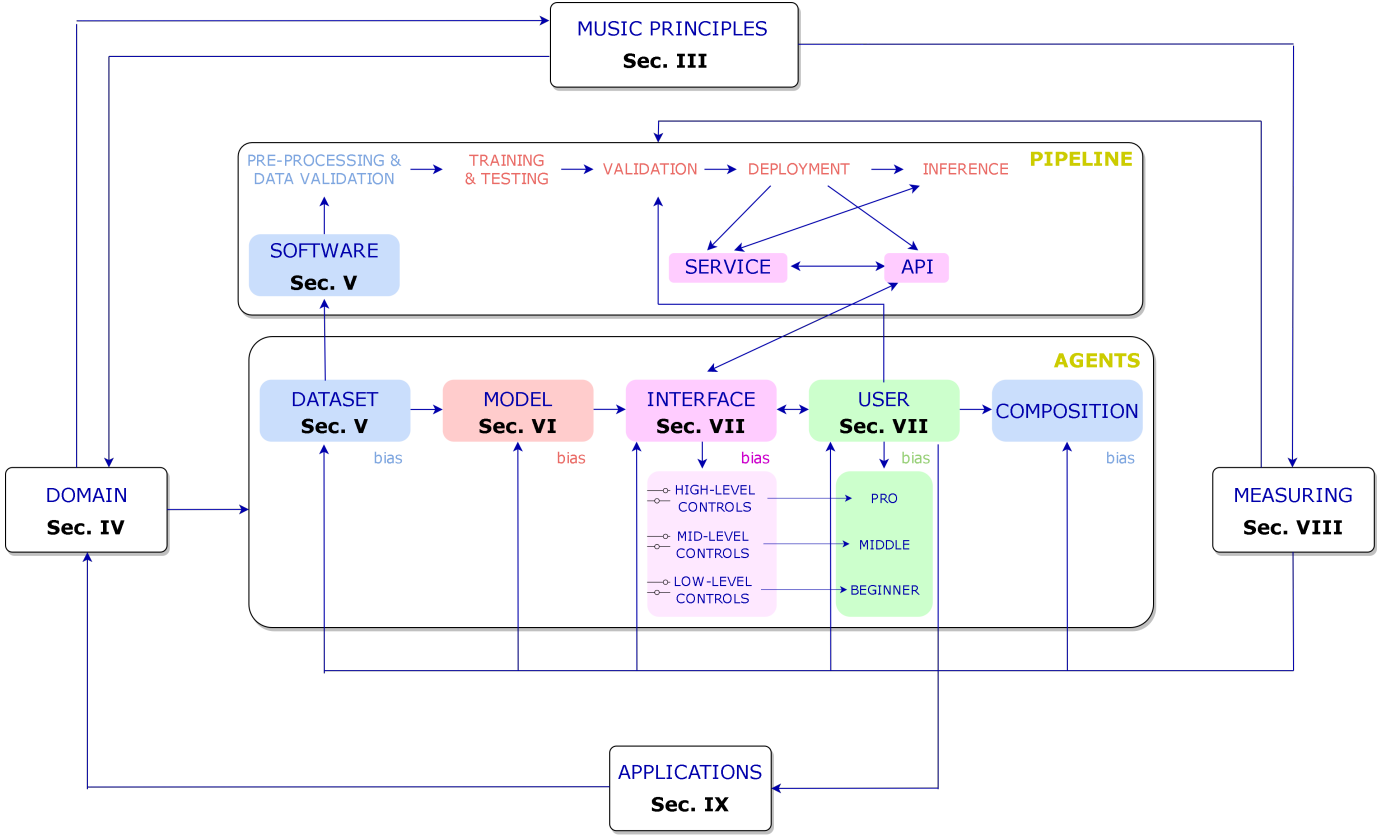 MUSIC PRINCIPLES
Sec. III
PIPELINE
PRE-PROCESSING &
DATA VALIDATION
TRAINING
& TESTING
VALIDATION
DEPLOYMENT
INFERENCE
SOFTWARE
Sec. V
SERVICE
API
AGENTS
DATASET
Sec. V
bias
MODEL
Sec. VI
bias
INTERFACE
Sec. VII
bias
USER
Sec. VII
bias
COMPOSITION
bias
HIGH-LEVEL
CONTROLS
PRO
MID-LEVEL
CONTROLS
MIDDLE
LOW-LEVEL
CONTROLS
BEGINNER
DOMAIN
Sec. IV
MEASURING
Sec. VIII
APPLICATIONS
Sec. IX